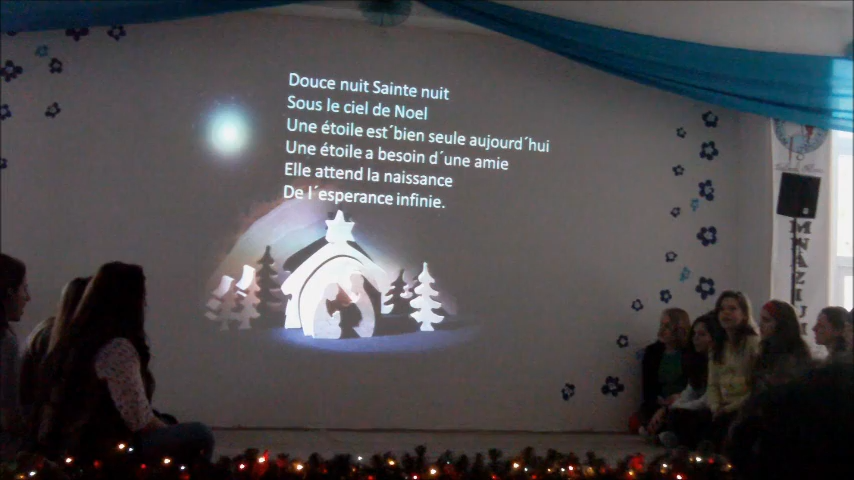 Douce nuit Sainte nuit
Sous le ciel de Noel
Une étoile est´bien seule aujourd´hui
Une étoile a besoin d´une amie
Elle attend la naissance
De l´esperance infinie.